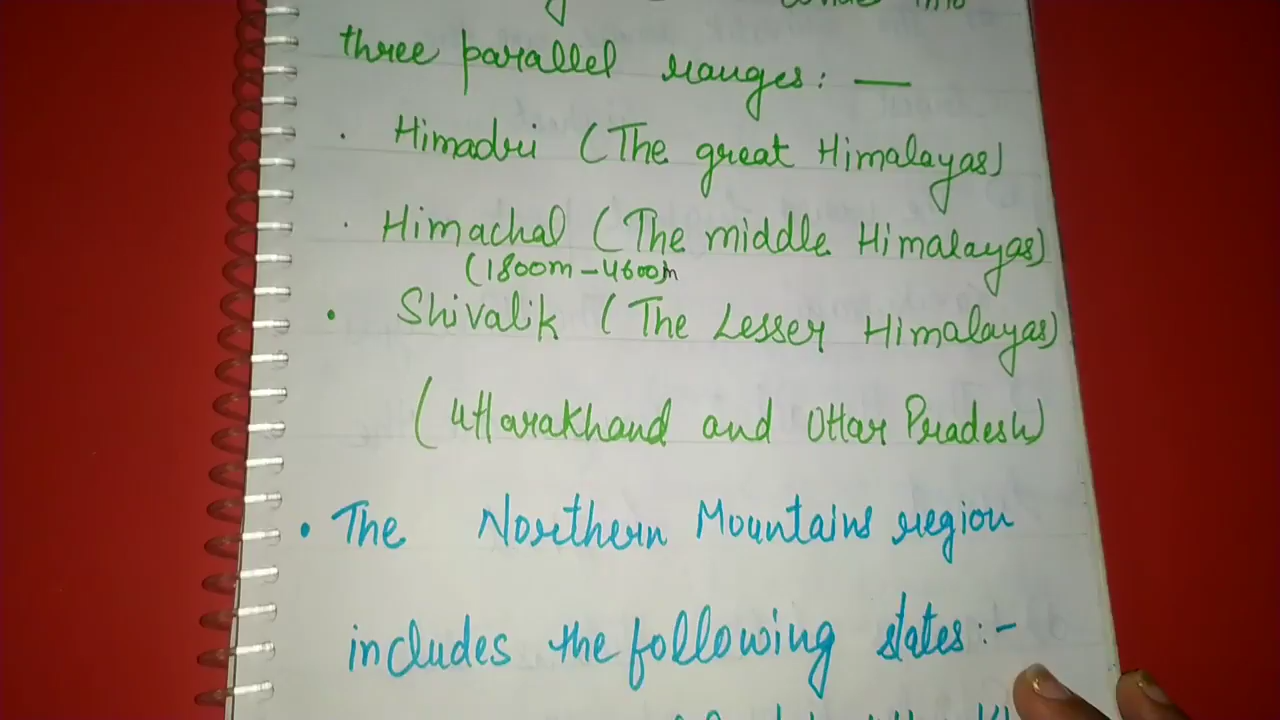 three parallel ranges: —
· Himadri (The great Himalayas)
· Himachal (The middle Himalayas)
(1800m - 4600m
· Shivalik (The Lesser Himalayas)
(Uttarakhand and Uttar Pradesh)
· The Northern Mountains region
includes the following states:-